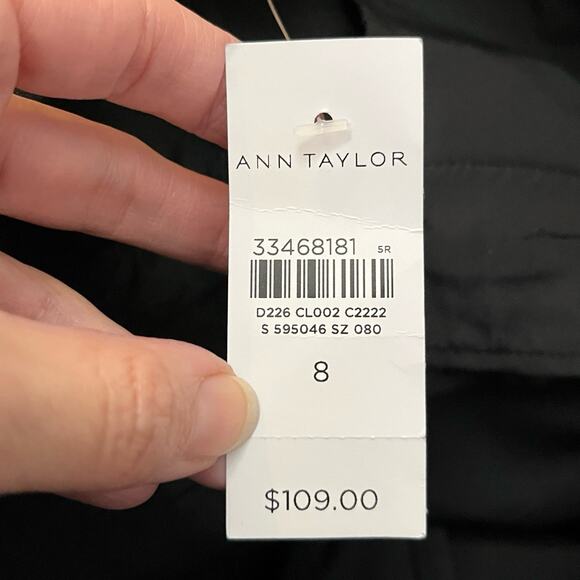 ANN TAYLOR
33468181 5R
D226 CL002 C2222
S 595046 SZ 080
8
$109.00